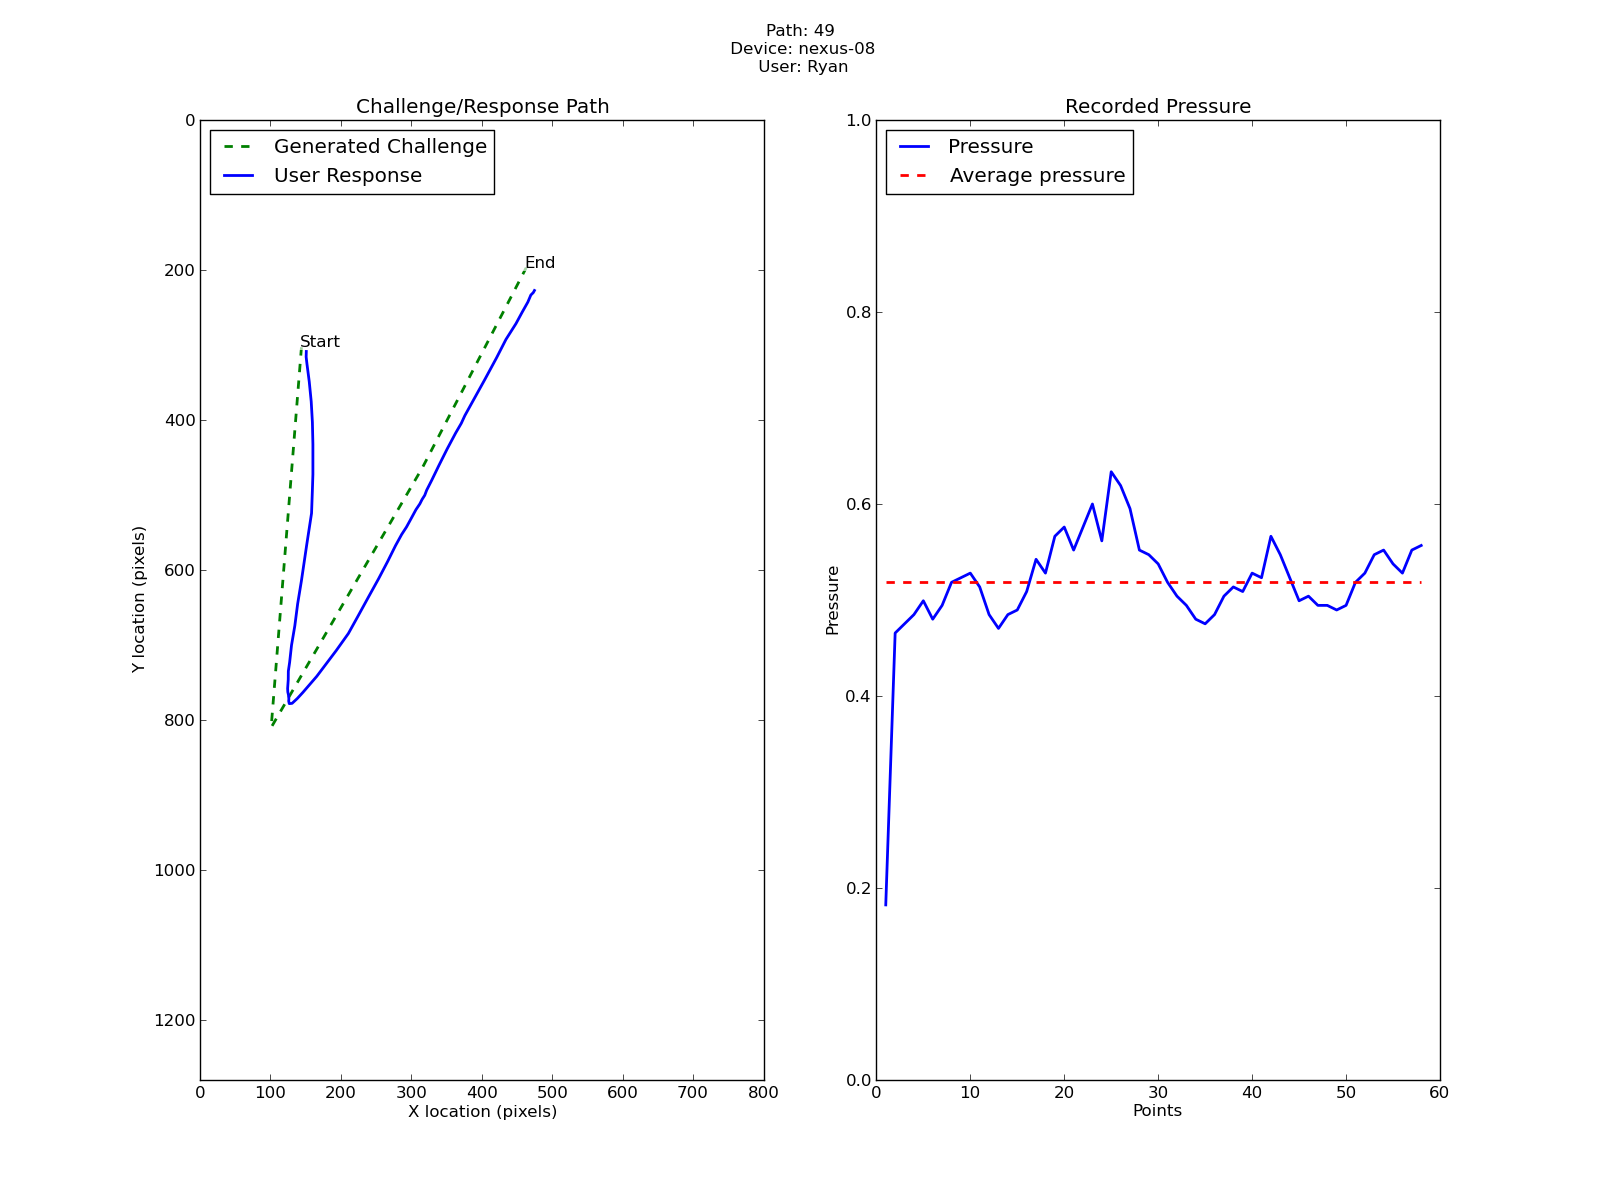 Path: 49
Device: nexus-08
User: Ryan
Challenge/Response Path
Generated Challenge
User Response
Start
End
0
200
400
600
800
1000
1200
Y location (pixels)
0 100 200 300 400 500 600 700 800
X location (pixels)
Recorded Pressure
Pressure
Average pressure
1.0
0.8
0.6
0.4
0.2
0.0
Pressure
0 10 20 30 40 50 60
Points